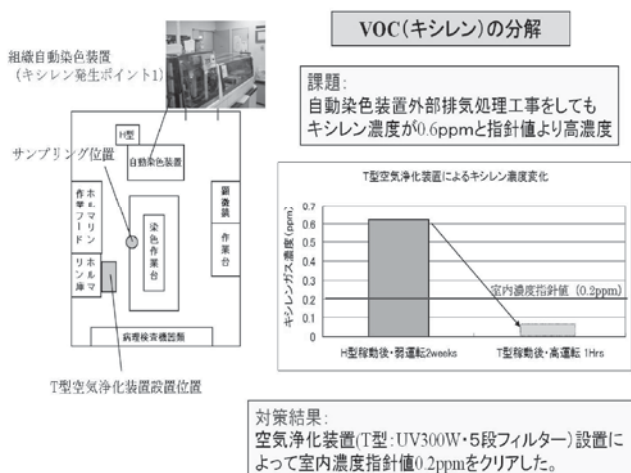 組織自動染色装置
（キシレン発生ポイント1）
VOC（キシレン）の分解
課題：
自動染色装置外部排気処理工事をしても
キシレン濃度が0.6ppmと指針値より高濃度
H型
自動染色装置
サンプリング位置
ホルマリン作業フード
ホルマリン庫
染色作業台
顕微鏡
作業台
病理検査機器類
T型空気浄化装置設置位置
T型空気浄化装置によるキシレン濃度変化
キシレンガス濃度（ppm）
0.7
0.6
0.5
0.4
0.3
0.2
0.1
0
室内濃度指針値（0.2ppm）
H型稼動後・弱運転2weeks
T型稼動後・高運転 1Hrs
対策結果：
空気浄化装置(T型：UV300W・5段フィルター）設置に
よって室内濃度指針値0.2ppmをクリアした。